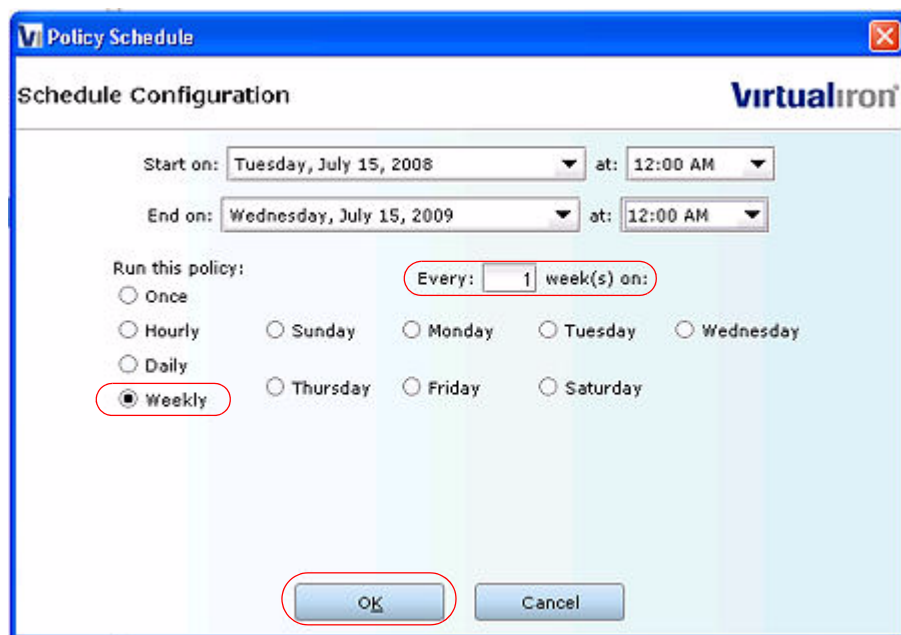 VI Policy Schedule
Schedule Configuration
Virtualiron
Start on: Tuesday, July 15, 2008 at: 12:00 AM
End on: Wednesday, July 15, 2009 at: 12:00 AM
Run this policy:
Every: 1 week(s) on:
Once
Hourly Sunday Monday Tuesday Wednesday
Daily
Weekly Thursday Friday Saturday
OK Cancel